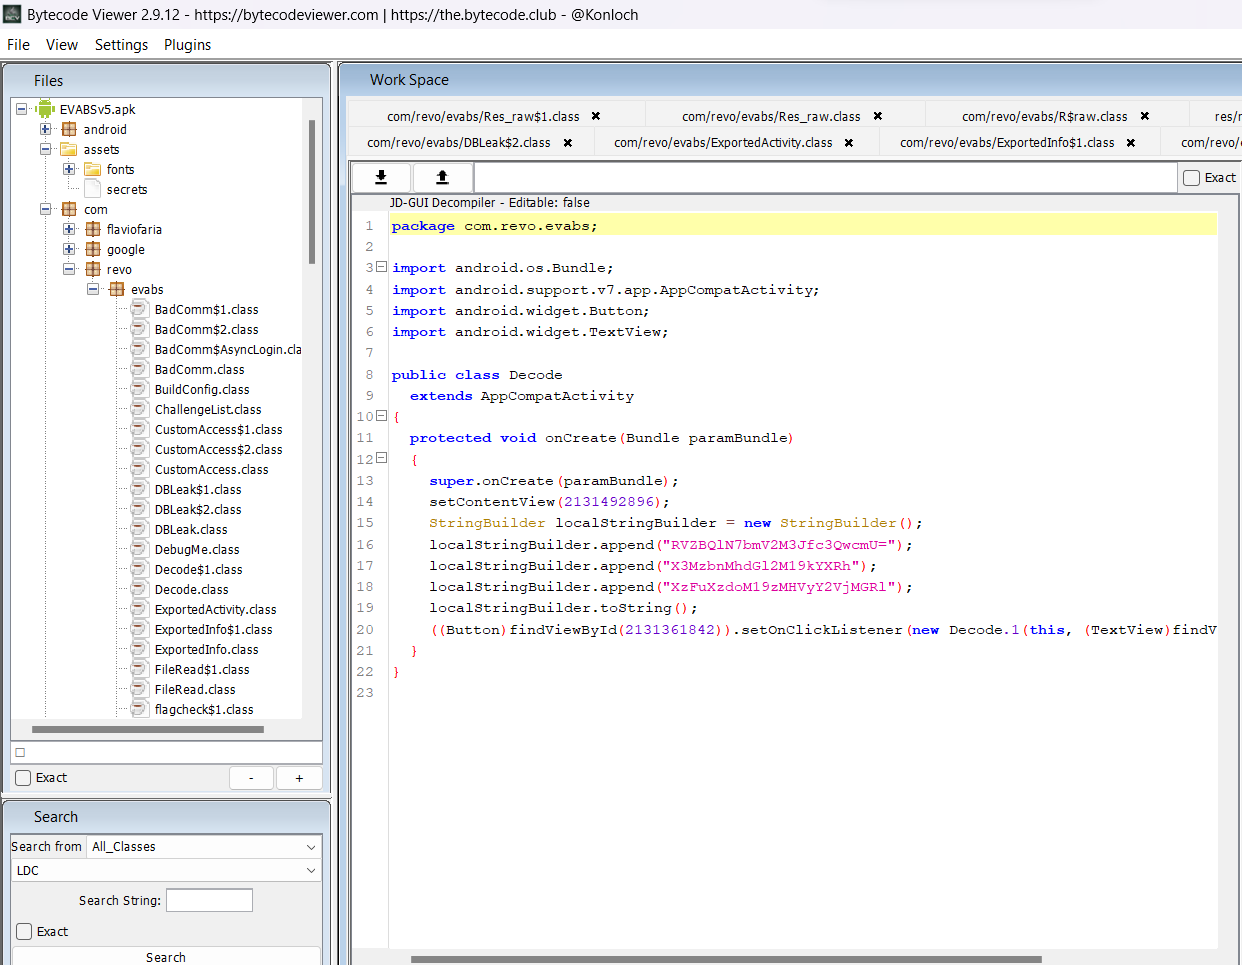 Bytecode Viewer 2.9.12 - https://bytecodeviewer.com | https://the.bytecode.club - @Konloch
File View Settings Plugins
Files
EVABSv5.apk
android
assets
fonts
secrets
com
flaviofaria
google
revo
evabs
BadComm$1.class
BadComm$2.class
BadComm$AsyncLogin.cla
BadComm.class
BuildConfig.class
ChallengeList.class
CustomAccess$1.class
CustomAccess$2.class
CustomAccess.class
DBLeak$1.class
DBLeak$2.class
DBLeak.class
DebugMe.class
Decode$1.class
Decode.class
ExportedActivity.class
ExportedInfo$1.class
ExportedInfo.class
FileRead$1.class
FileRead.class
flagcheck$1.class
Exact
- +
Search
Search from All_Classes
LDC
Search String:
Exact
Search
Work Space
com/revo/evabs/Res_raw$1.class com/revo/evabs/Res_raw.class com/revo/evabs/R$raw.class res/r
com/revo/evabs/DBLeak$2.class com/revo/evabs/ExportedActivity.class com/revo/evabs/ExportedInfo$1.class com/revo/e
Exact
JD-GUI Decompiler - Editable: false
1 package com.revo.evabs;
2
3 import android.os.Bundle;
4 import android.support.v7.app.AppCompatActivity;
5 import android.widget.Button;
6 import android.widget.TextView;
7
8 public class Decode
9 extends AppCompatActivity
10 {
11 protected void onCreate(Bundle paramBundle)
12 {
13 super.onCreate(paramBundle);
14 setContentView(2131492896);
15 StringBuilder localStringBuilder = new StringBuilder();
16 localStringBuilder.append("RVZBQlN7bmV2M3Jfc3QwcmU=");
17 localStringBuilder.append("X3MzbnMhdGl2M19kYXRh");
18 localStringBuilder.append("XzFuXzdoM19zMHVyY2VjMGRl");
19 localStringBuilder.toString();
20 ((Button)findViewById(2131361842)).setOnClickListener(new Decode.1(this, (TextView)findV
21 }
22 }
23